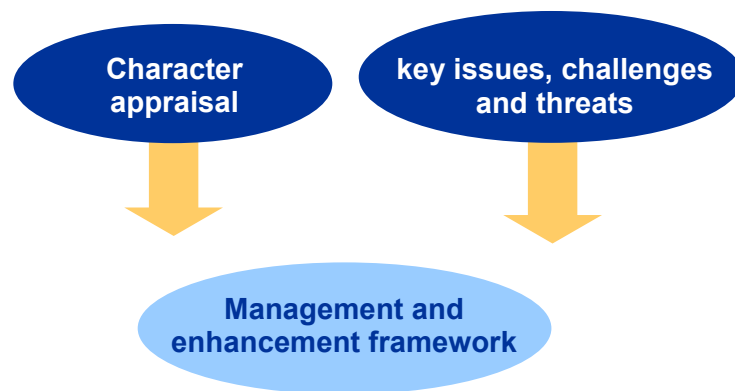 Character
appraisal
key issues, challenges
and threats
Management and
enhancement framework